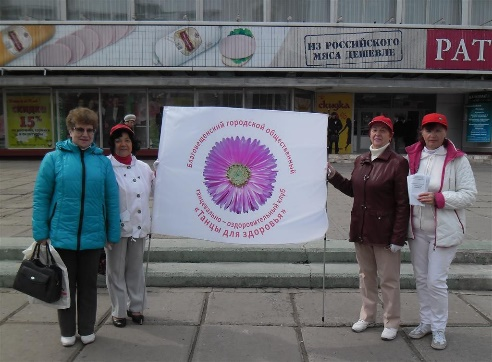 ИЗ РОССИЙСКОГО
МЯСА ДЕШЕВЛЕ
РАТ
15%
Благовещенский городской общественный
танцевально - оздоровительный клуб
«Танцы для здоровья»